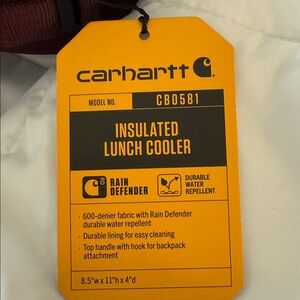 carhartt
MODEL NO. CB0581
INSULATED
LUNCH COOLER
RAIN
DEFENDER
DURABLE
WATER
REPELLENT
· 600-denier fabric with Rain Defender
durable water repellent
· Durable lining for easy cleaning
· Top handle with hook for backpack
attachment
8.5"w x 11"h x 4"d